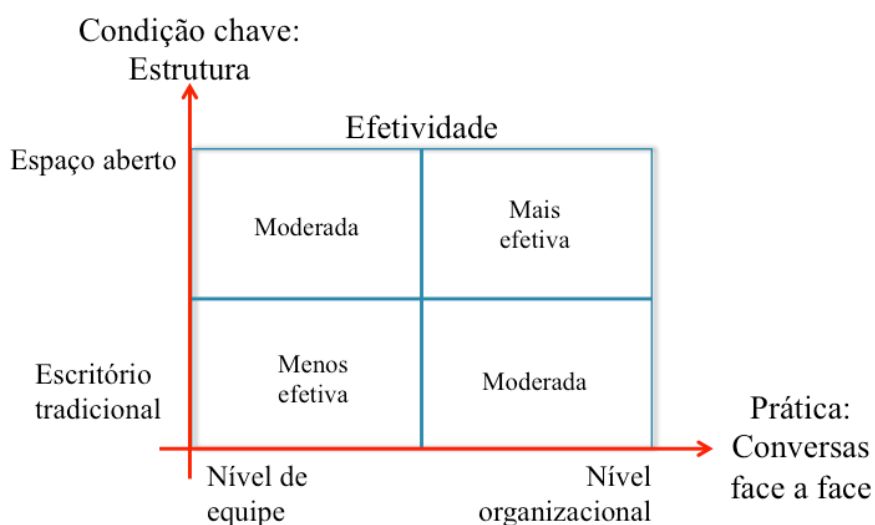 Condição chave:
Estrutura
Efetividade
Espaço aberto
Moderada
Mais
efetiva
Escritório
tradicional
Menos
efetiva
Moderada
Prática:
Conversas
face a face
Nível de
equipe
Nível
organizacional